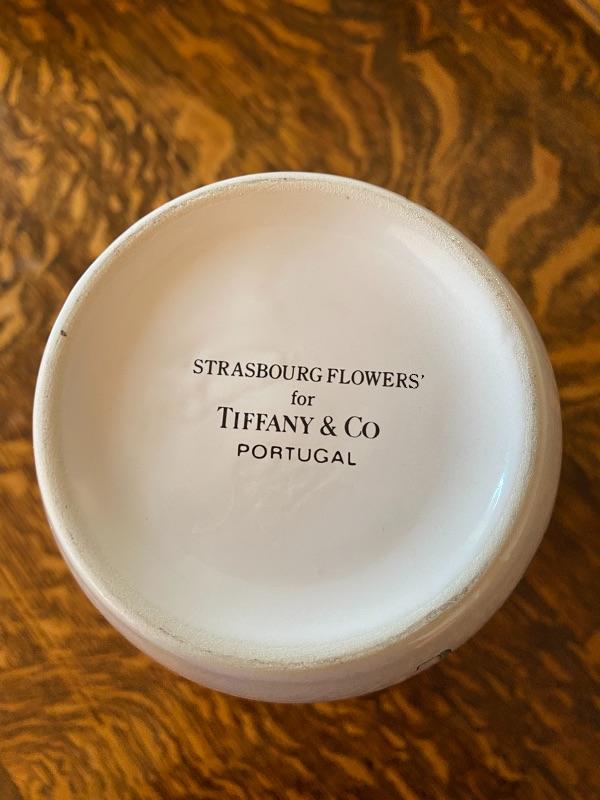 STRASBOURG FLOWERS'
for
TIFFANY & CO
PORTUGAL